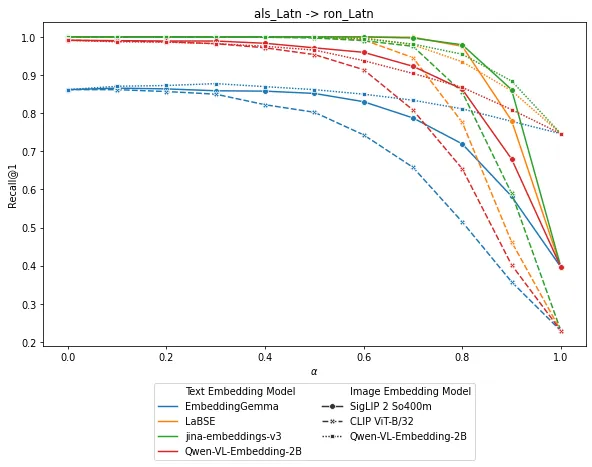 als_Latn -> ron_Latn
1.0
0.9
0.8
0.7
0.6
0.5
0.4
0.3
0.2
Recall@1
0.0 0.2 0.4 0.6 0.8 1.0
α
Text Embedding Model Image Embedding Model
EmbeddingGemma SigLIP 2 So400m
LaBSE CLIP ViT-B/32
jina-embeddings-v3 Qwen-VL-Embedding-2B
Qwen-VL-Embedding-2B